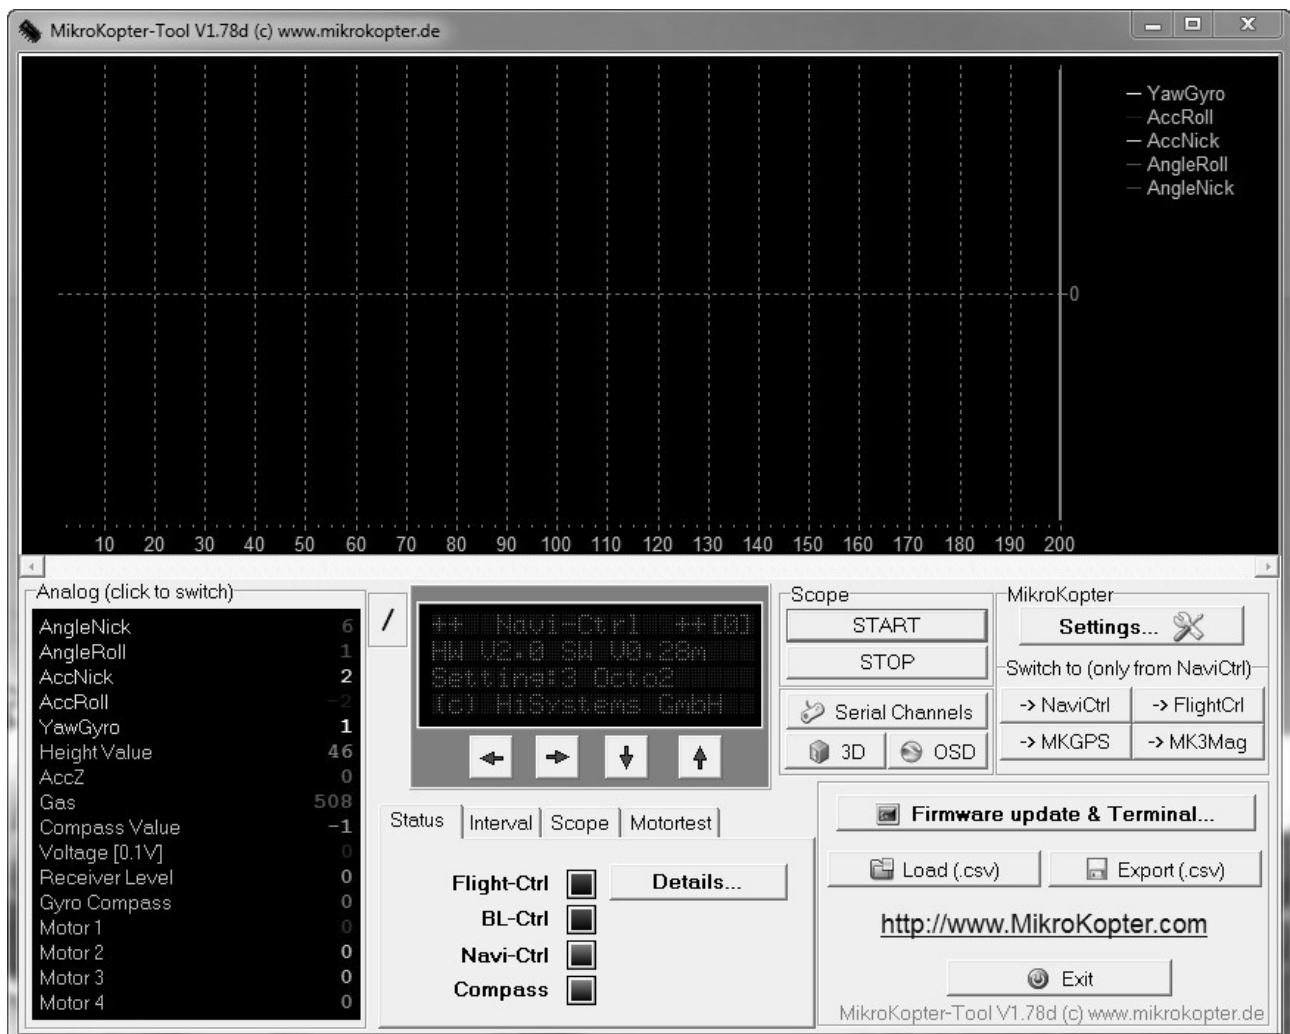 MikroKopter-Tool V1.78d (c) www.mikrokopter.de
YawGyro
AccRoll
AccNick
AngleRoll
AngleNick
0
10 20 30 40 50 60 70 80 90 100 110 120 130 140 150 160 170 180 190 200
Analog (click to switch)
AngleNick 6
AngleRoll 1
AccNick 2
AccRoll -2
YawGyro 1
Height Value 46
AccZ 0
Gas 508
Compass Value -1
Voltage [0.1V] 0
Receiver Level 0
Gyro Compass 0
Motor 1 0
Motor 2 0
Motor 3 0
Motor 4 0
/
++ Navi-Ctrl ++[0]
HW V2.0 SW V0.28n
Setting:3 Octo2
(c) HiSystems GmbH
Status Interval Scope Motortest
Flight-Ctrl
Details...
BL-Ctrl
Navi-Ctrl
Compass
Scope
START
STOP
Serial Channels
3D OSD
MikroKopter
Settings...
Switch to (only from NaviCtrl)
-> NaviCtrl -> FlightCrl
-> MKGPS -> MK3Mag
Firmware update & Terminal...
Load (.csv) Export (.csv)
http://www.MikroKopter.com
Exit
MikroKopter-Tool V1.78d (c) www.mikrokopter.de